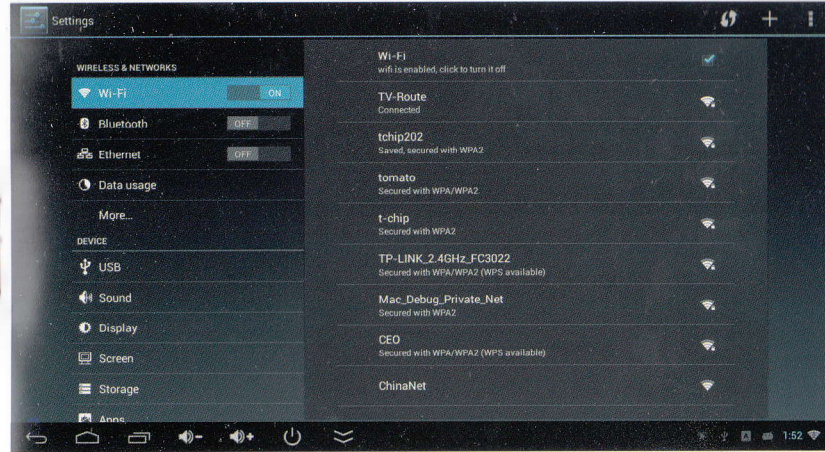 Settings
WIRELESS & NETWORKS
Wi-Fi
ON
Bluetooth
OFF
Ethernet
OFF
Data usage
More...
DEVICE
USB
Sound
Display
Screen
Storage
Apps
Wi-Fi
wifi is enabled, click to turn it off
TV-Route
Connected
tchip202
Saved, secured with WPA2
tomato
Secured with WPA/WPA2
t-chip
Secured with WPA2
TP-LINK_2.4GHz_FC3022
Secured with WPA/WPA2 (WPS available)
Mac_Debug_Private_Net
Secured with WPA2
CEO
Secured with WPA/WPA2 (WPS available)
ChinaNet
A
1:52